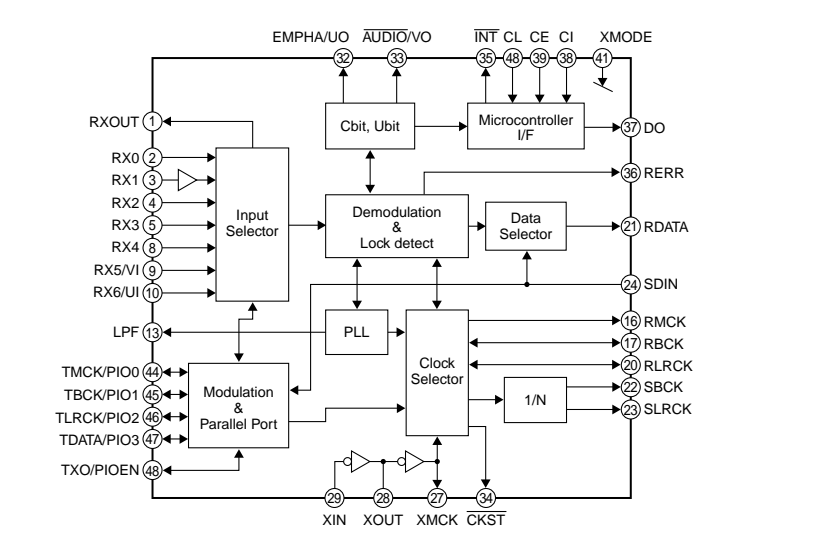 EMPHA/UO
AUDIO/VO
INT
CL
CE
CI
XMODE
32
33
35
48
39
38
41
RXOUT
1
Cbit, Ubit
Microcontroller
I/F
37
DO
RX0
2
RX1
3
RX2
4
RX3
5
RX4
8
RX5/VI
9
RX6/UI
10
Input
Selector
Demodulation
&
Lock detect
Data
Selector
36
RERR
21
RDATA
24
SDIN
LPF
13
PLL
Clock
Selector
16
RMCK
17
RBCK
20
RLRCK
1/N
22
SBCK
23
SLRCK
TMCK/PIO0
44
TBCK/PIO1
45
TLRCK/PIO2
46
TDATA/PIO3
47
TXO/PIOEN
48
Modulation
&
Parallel Port
29
28
27
34
XIN
XOUT
XMCK
CKST